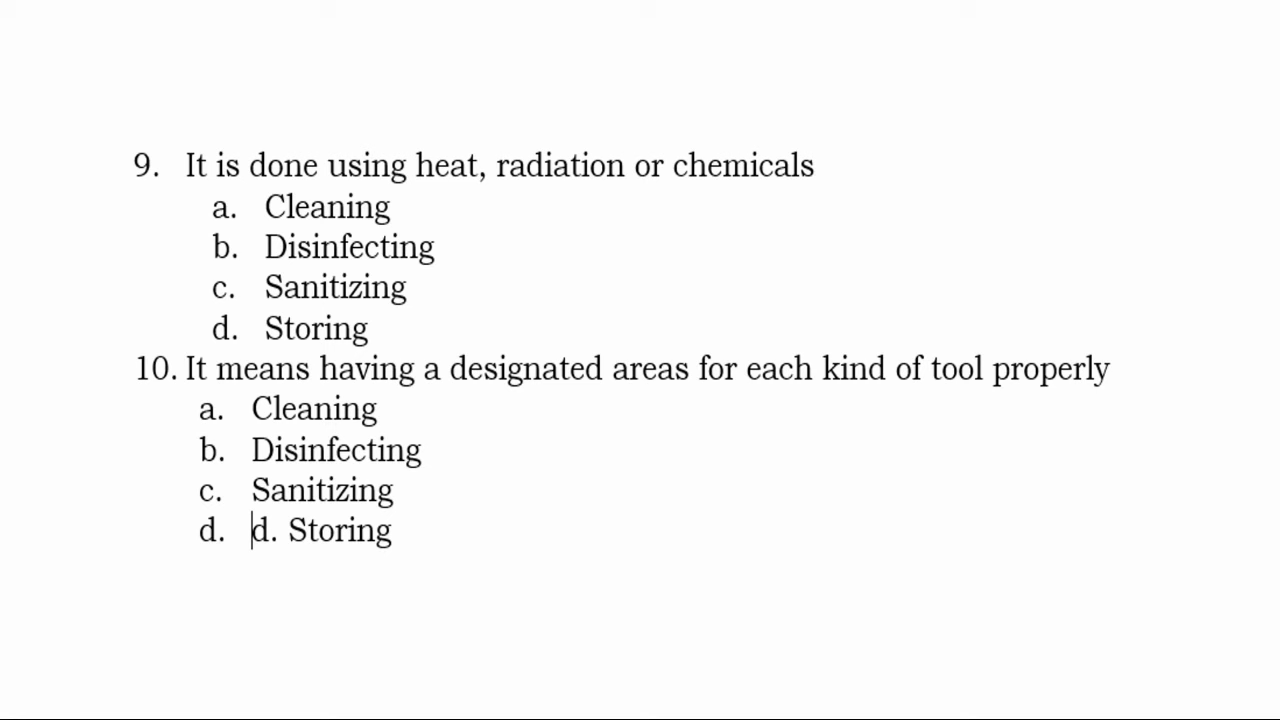 9. It is done using heat, radiation or chemicals
a. Cleaning
b. Disinfecting
c. Sanitizing
d. Storing
10. It means having a designated areas for each kind of tool properly
a. Cleaning
b. Disinfecting
c. Sanitizing
d. d. Storing